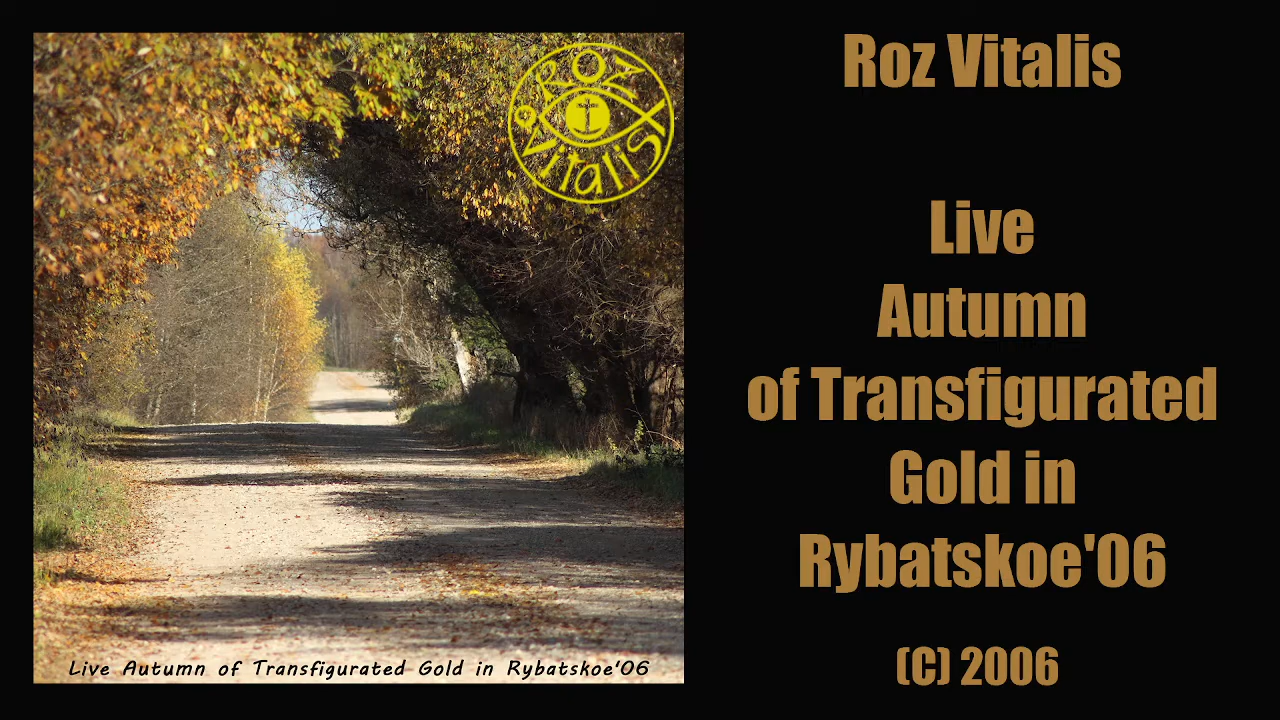 Roz Vitalis
Live Autumn of Transfigurated Gold in Rybatskoe'06
Roz Vitalis
Live
Autumn
of Transfigurated
Gold in
Rybatskoe'06
(C) 2006